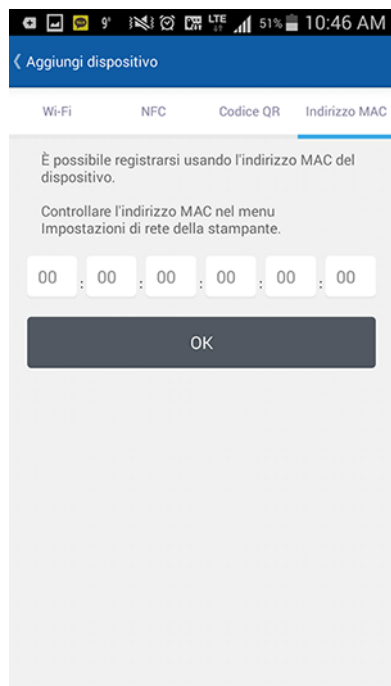 9° LTE 51% 10:46 AM
Aggiungi dispositivo
Wi-Fi NFC Codice QR Indirizzo MAC
È possibile registrarsi usando l'indirizzo MAC del
dispositivo.
Controllare l'indirizzo MAC nel menu
Impostazioni di rete della stampante.
00 : 00 : 00 : 00 : 00 : 00
OK